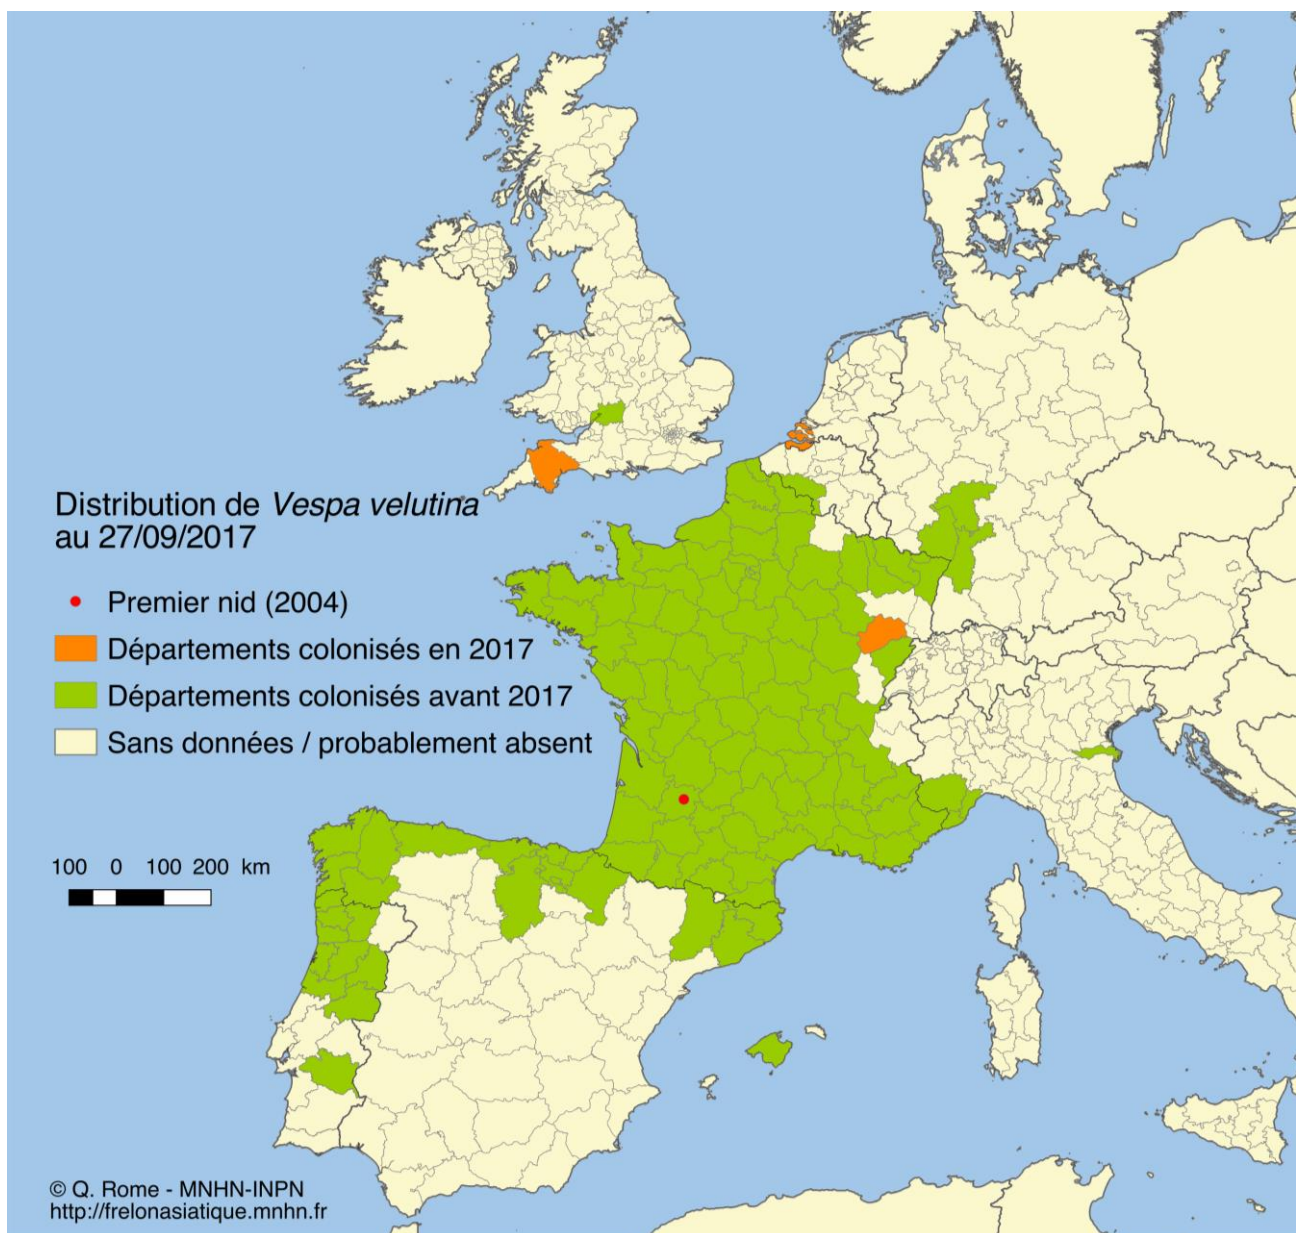 Distribution de Vespa velutina
au 27/09/2017
Premier nid (2004)
Départements colonisés en 2017
Départements colonisés avant 2017
Sans données / probablement absent
100 0 100 200 km
© Q. Rome - MNHN-INPN
http://frelonasiatique.mnhn.fr